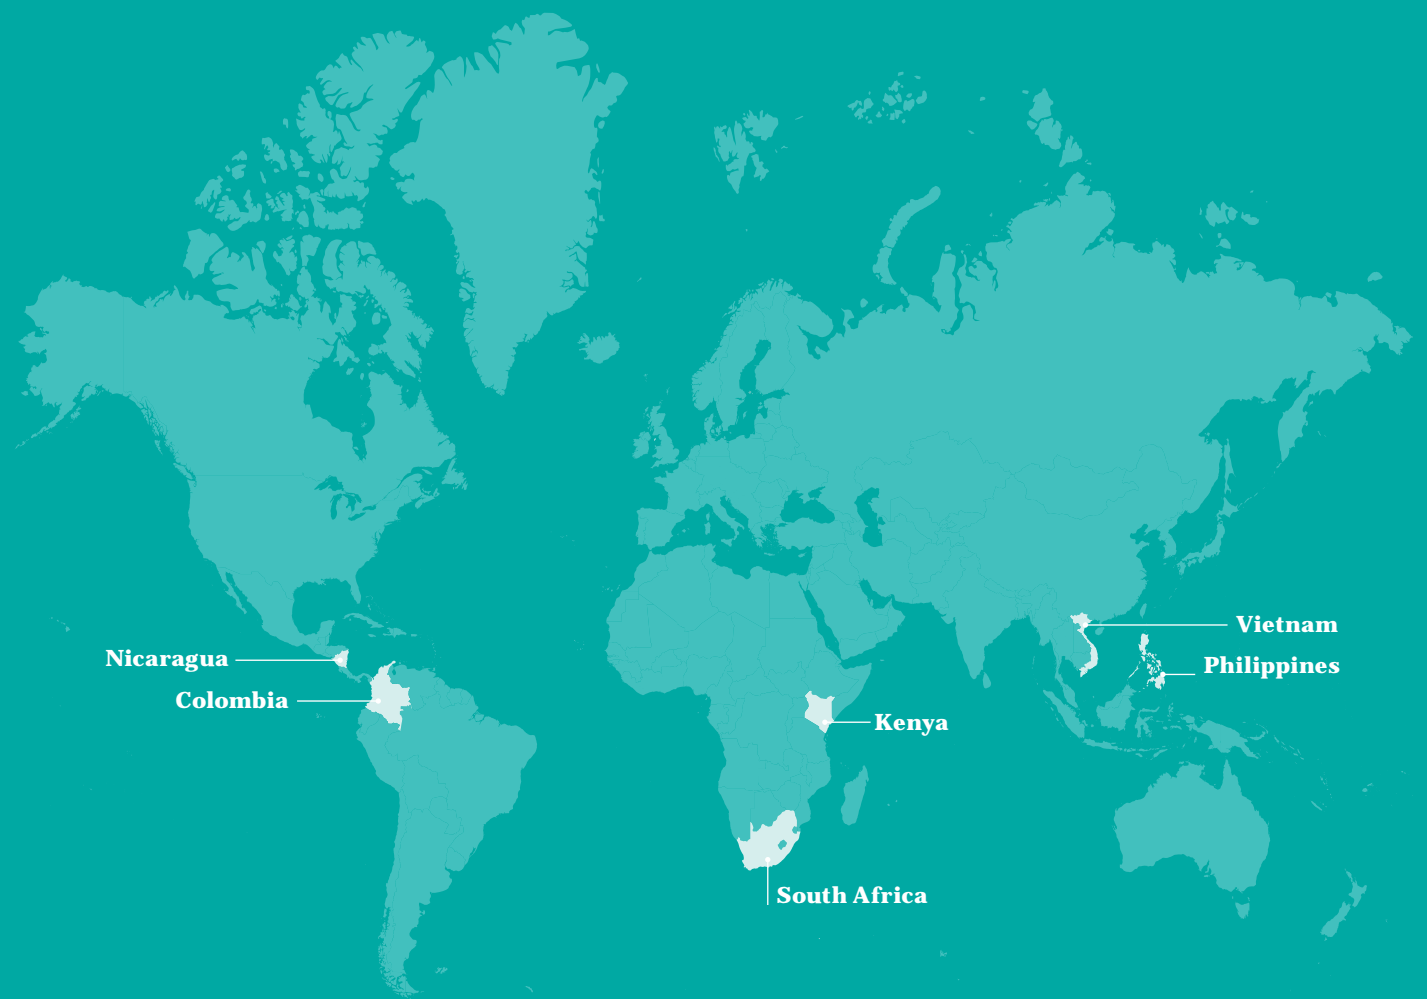 Vietnam
Nicaragua
Philippines
Colombia
Kenya
South Africa